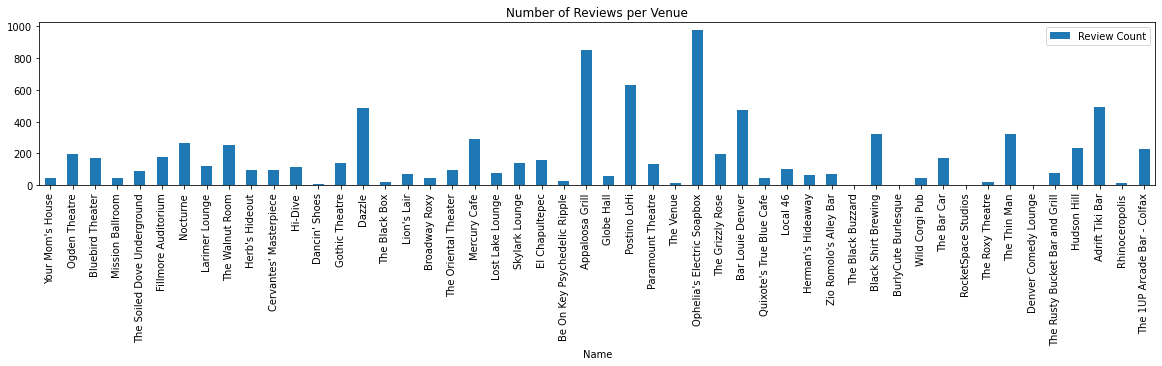 Number of Reviews per Venue
Review Count
1000
800
600
400
200
0
Your Mom's House
Ogden Theatre
Bluebird Theater
Mission Ballroom
The Soiled Dove Underground
Fillmore Auditorium
Nocturne
Larimer Lounge
The Walnut Room
Herb's Hideout
Cervantes' Masterpiece
Hi-Dive
Dancin' Shoes
Gothic Theatre
Dazzle
The Black Box
Lion's Lair
Broadway Roxy
The Oriental Theater
Mercury Cafe
Lost Lake Lounge
Skylark Lounge
El Chapultepec
Be On Key Psychedelic Ripple
Appaloosa Grill
Globe Hall
Postino LoHi
Paramount Theatre
The Venue
Ophelia's Electric Soapbox
The Grizzly Rose
Bar Louie Denver
Quixote's True Blue Cafe
Local 46
Herman's Hideaway
Zio Romolo's Alley Bar
The Black Buzzard
Black Shirt Brewing
BurlyCute Burlesque
Wild Corgi Pub
The Bar Car
RocketSpace Studios
The Roxy Theatre
The Thin Man
Denver Comedy Lounge
The Rusty Bucket Bar and Grill
Hudson Hill
Adrift Tiki Bar
Rhinoceropolis
The 1UP Arcade Bar - Colfax
Name